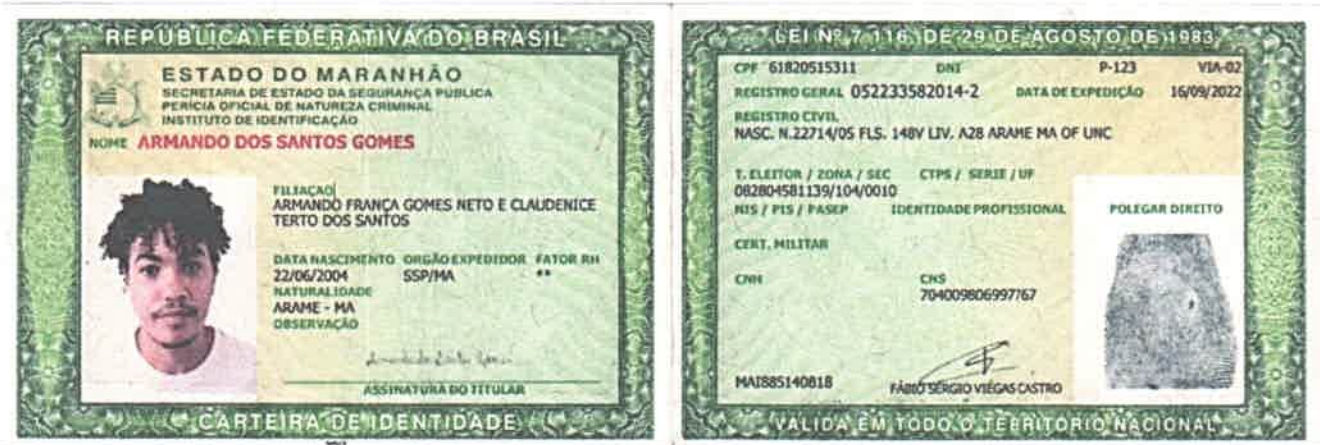 REPÚBLICA FEDERATIVA DO BRASIL
ESTADO DO MARANHÃO
SECRETARIA DE ESTADO DA SEGURANÇA PÚBLICA
PERÍCIA OFICIAL DE NATUREZA CRIMINAL
INSTITUTO DE IDENTIFICAÇÃO
NOME ARMANDO DOS SANTOS GOMES
FILIAÇÃO
ARMANDO FRANÇA GOMES NETO E CLAUDENICE
TERTO DOS SANTOS
DATA NASCIMENTO ORGÃO EXPEDIDOR FATOR RH
22/06/2004 SSP/MA **
NATURALIDADE
ARAME - MA
OBSERVAÇÃO
ASSINATURA DO TITULAR
CARTEIRA DE IDENTIDADE
LEI Nº 7.116, DE 29 DE AGOSTO DE 1983
CPF 61820515311 DNI P-123 VIA-02
REGISTRO GERAL 052233582014-2 DATA DE EXPEDIÇÃO 16/09/2022
REGISTRO CIVIL
NASC. N.22714/05 FLS. 148V LIV. A28 ARAME MA OF UNC
T. ELEITOR / ZONA / SEC CTPS / SERIE / UF
082804581139/104/0010
NIS / PIS / PASEP IDENTIDADE PROFISSIONAL POLEGAR DIREITO
CERT. MILITAR
CNH CNS
704009806997767
MAI885140818 FÁBIO SÉRGIO VIÉGAS CASTRO
VALIDA EM TODO O TERRITORIO NACIONAL